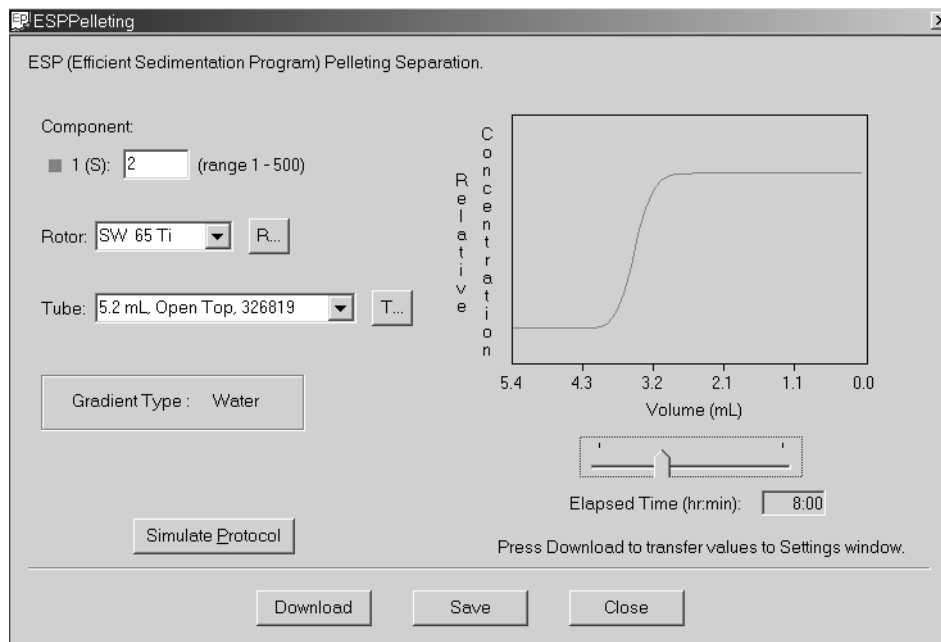 ESPPelleting
ESP (Efficient Sedimentation Program) Pelleting Separation.
Component:
1 (S): 2 (range 1 - 500)
Rotor: SW 65 Ti R...
Tube: 5.2 mL, Open Top, 326819 T...
Gradient Type : Water
Simulate Protocol
Relative
Concentration
5.4 4.3 3.2 2.1 1.1 0.0
Volume (mL)
Elapsed Time (hr:min): 8:00
Press Download to transfer values to Settings window.
Download Save Close